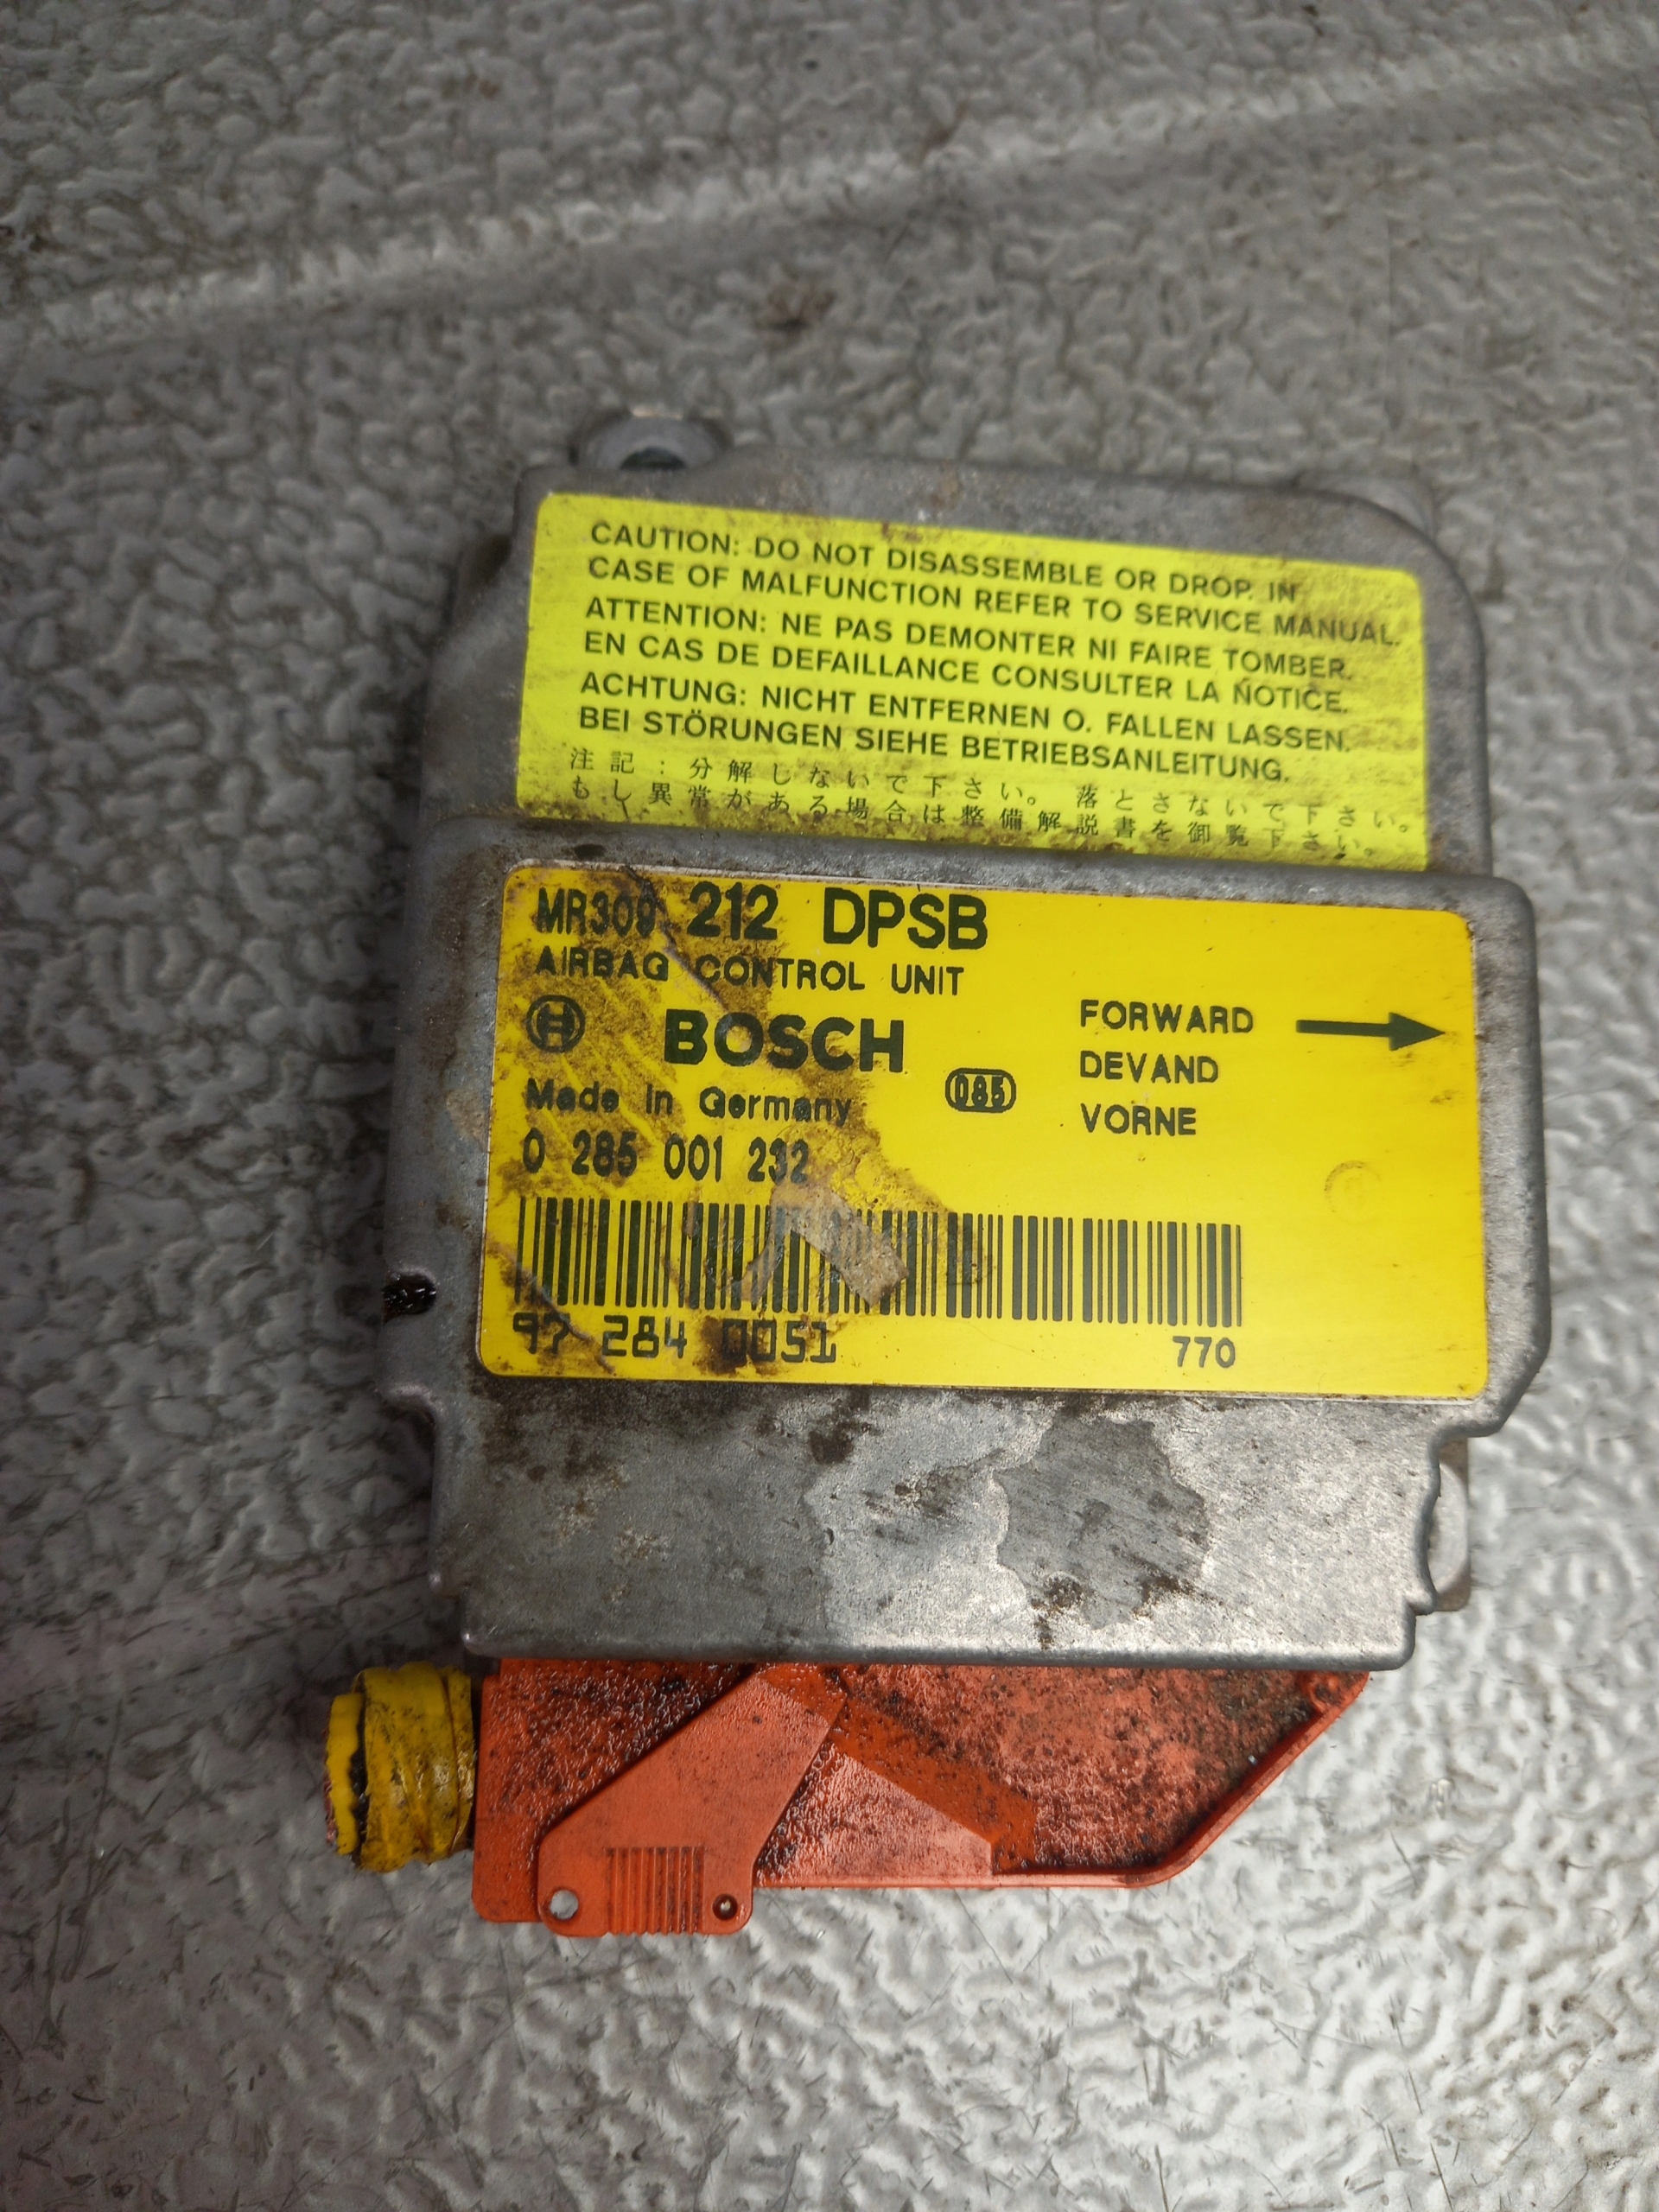 CAUTION: DO NOT DISASSEMBLE OR DROP. IN
CASE OF MALFUNCTION REFER TO SERVICE MANUAL.
ATTENTION: NE PAS DEMONTER NI FAIRE TOMBER.
EN CAS DE DEFAILLANCE CONSULTER LA NOTICE.
ACHTUNG: NICHT ENTFERNEN O. FALLEN LASSEN.
BEI STÖRUNGEN SIEHE BETRIEBSANLEITUNG.
注記:分解しないで下さい。 落とさないで下さい。
もし異常がある場合は整備解説書を御覧下さい。
MR309 212 DPSB
AIRBAG CONTROL UNIT
BOSCH
Made in Germany
0 285 001 232
085
FORWARD
DEVAND
VORNE
97 284 0051
770